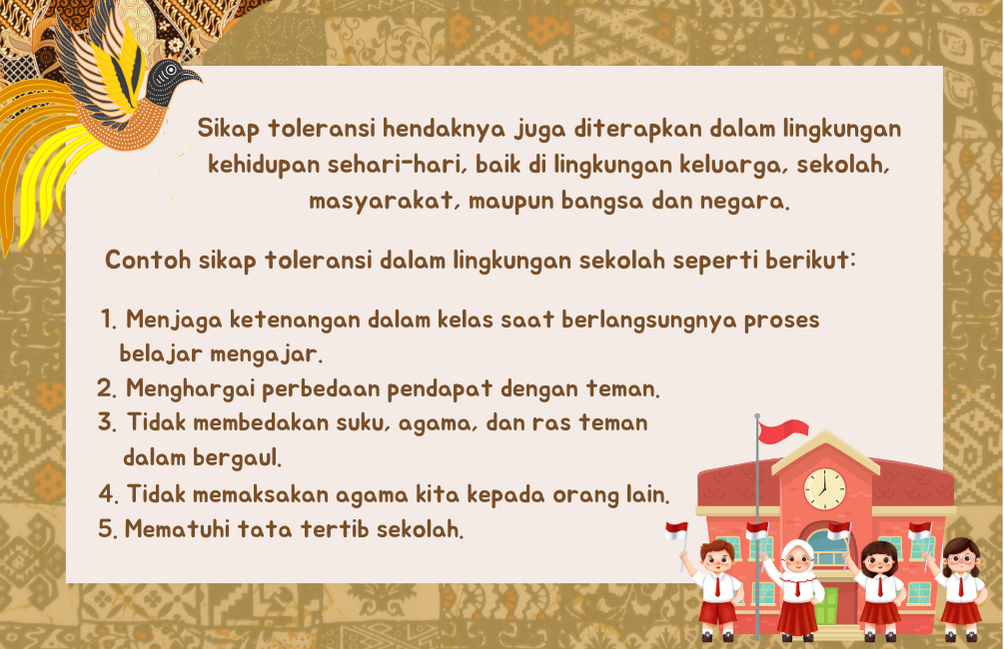 Sikap toleransi hendaknya juga diterapkan dalam lingkungan
kehidupan sehari-hari, baik di lingkungan keluarga, sekolah,
masyarakat, maupun bangsa dan negara.
Contoh sikap toleransi dalam lingkungan sekolah seperti berikut:
1. Menjaga ketenangan dalam kelas saat berlangsungnya proses
belajar mengajar.
2. Menghargai perbedaan pendapat dengan teman.
3. Tidak membedakan suku, agama, dan ras teman
dalam bergaul.
4. Tidak memaksakan agama kita kepada orang lain.
5. Mematuhi tata tertib sekolah.